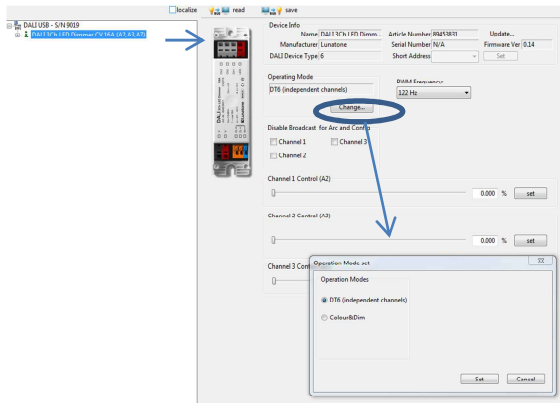 localize
read
save
DALI USB - S/N 9019
DALI 3Ch LED Dimmer CV 16A (A2,A3,A?)
Device Info
Name DALI 3Ch LED Dimm
Article Number 89453831
Update...
Manufacturer Lunatone
Serial Number N/A
Firmware Ver 0.14
DALI Device Type 6
Short Address
Set
Operating Mode
DT6 (independent channels)
PWM Frequency
122 Hz
Change...
Disable Broadcast for Arc and Config
Channel 1
Channel 3
Channel 2
Channel 1 Control (A2)
0.000 % set
Channel 2 Control (A3)
0.000 % set
Channel 3 Cont
Operation Mode set
Operation Modes
DT6 (independent channels)
Colour&Dim
Set
Cancel